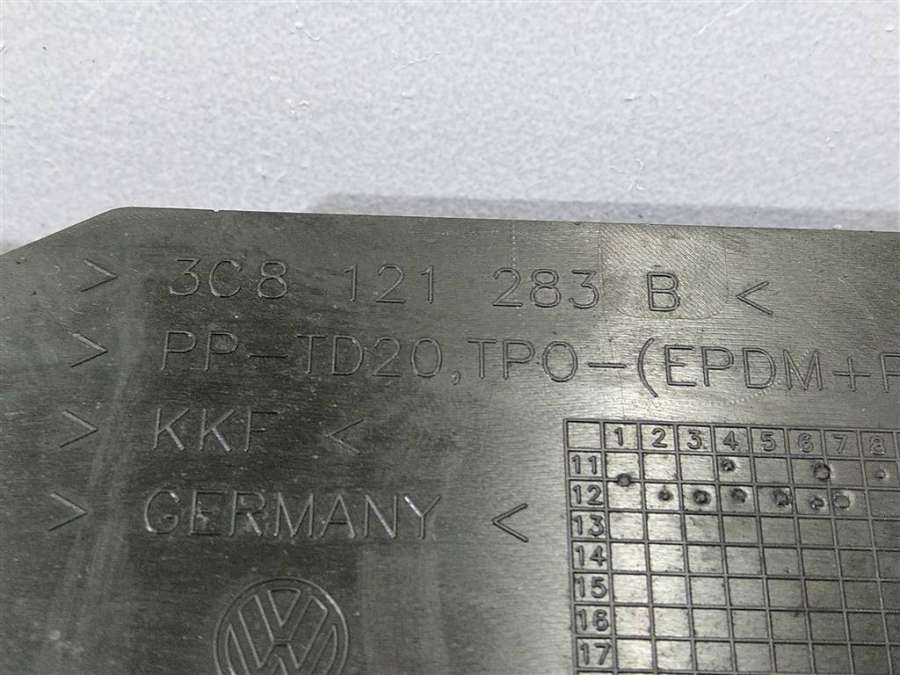 > 3C8 121 283 B <
> PP-TD20,TPO-(EPDM+P
> KKF <
> GERMANY <
1 2 3 4 5 6 7 8
11
12
13
14
15
16
17